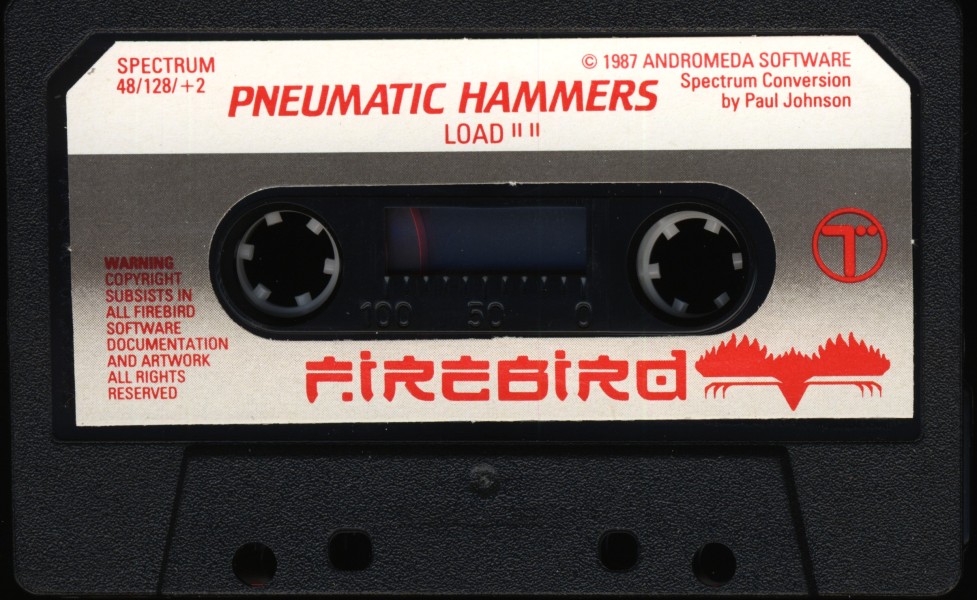 SPECTRUM
48/128/+2
© 1987 ANDROMEDA SOFTWARE
Spectrum Conversion
by Paul Johnson
PNEUMATIC HAMMERS
LOAD " "
T
WARNING
COPYRIGHT
SUBSISTS IN
ALL FIREBIRD
SOFTWARE
DOCUMENTATION
AND ARTWORK
ALL RIGHTS
RESERVED
100 50 0
FIREBIRD